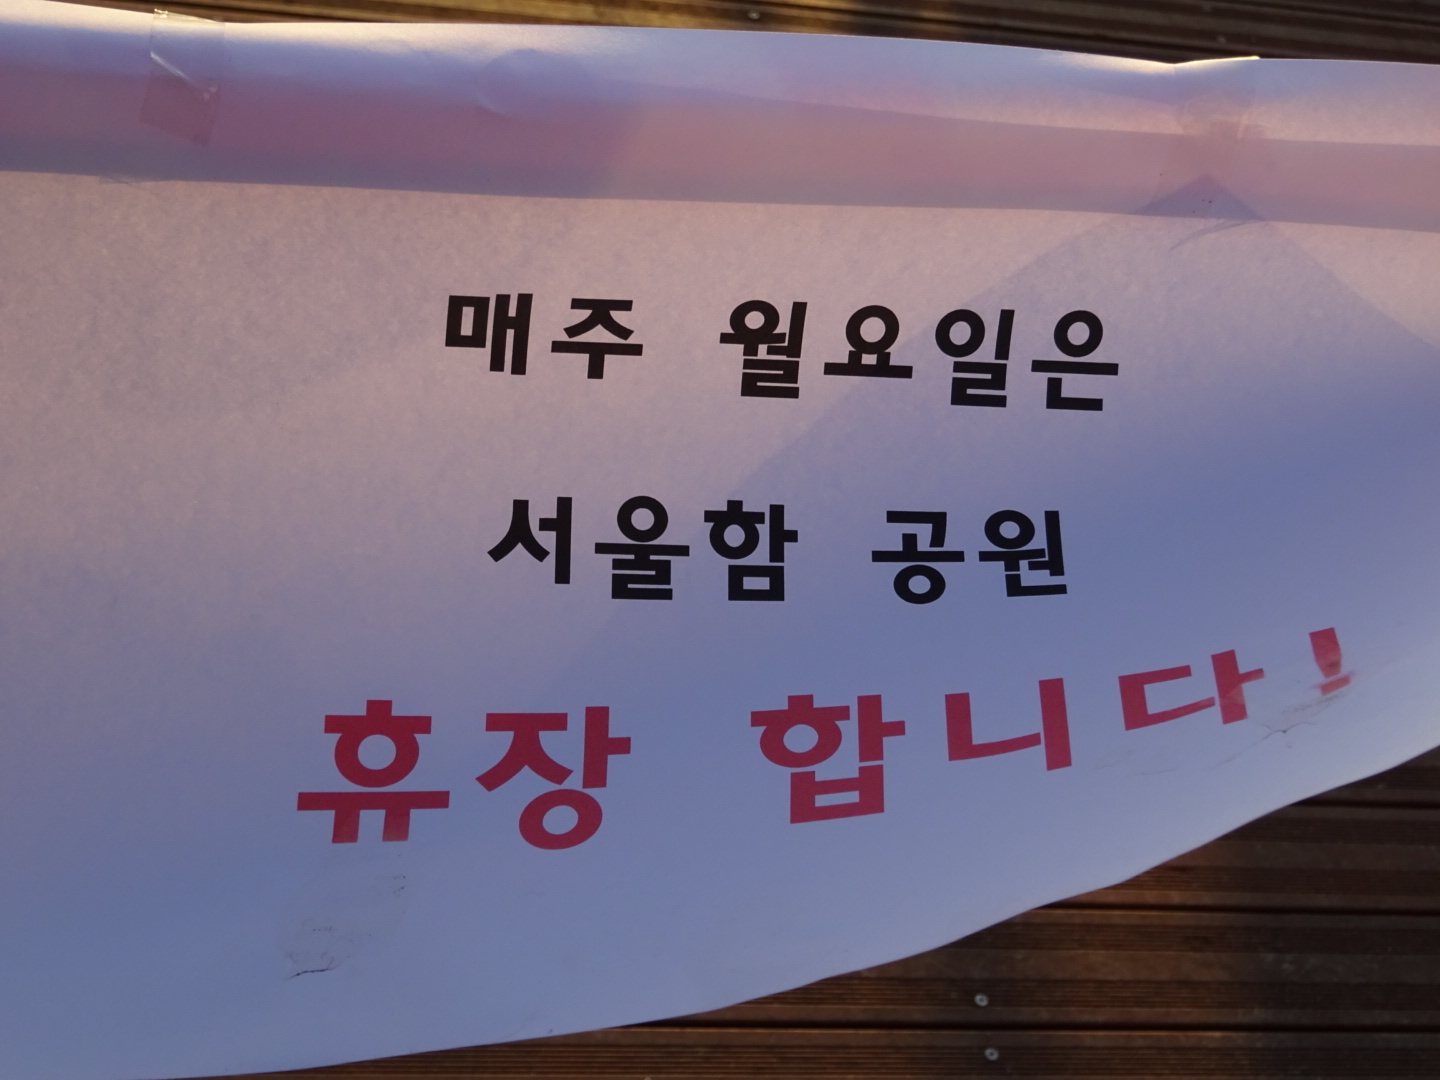 매주 월요일은
서울함 공원
휴장 합니다!